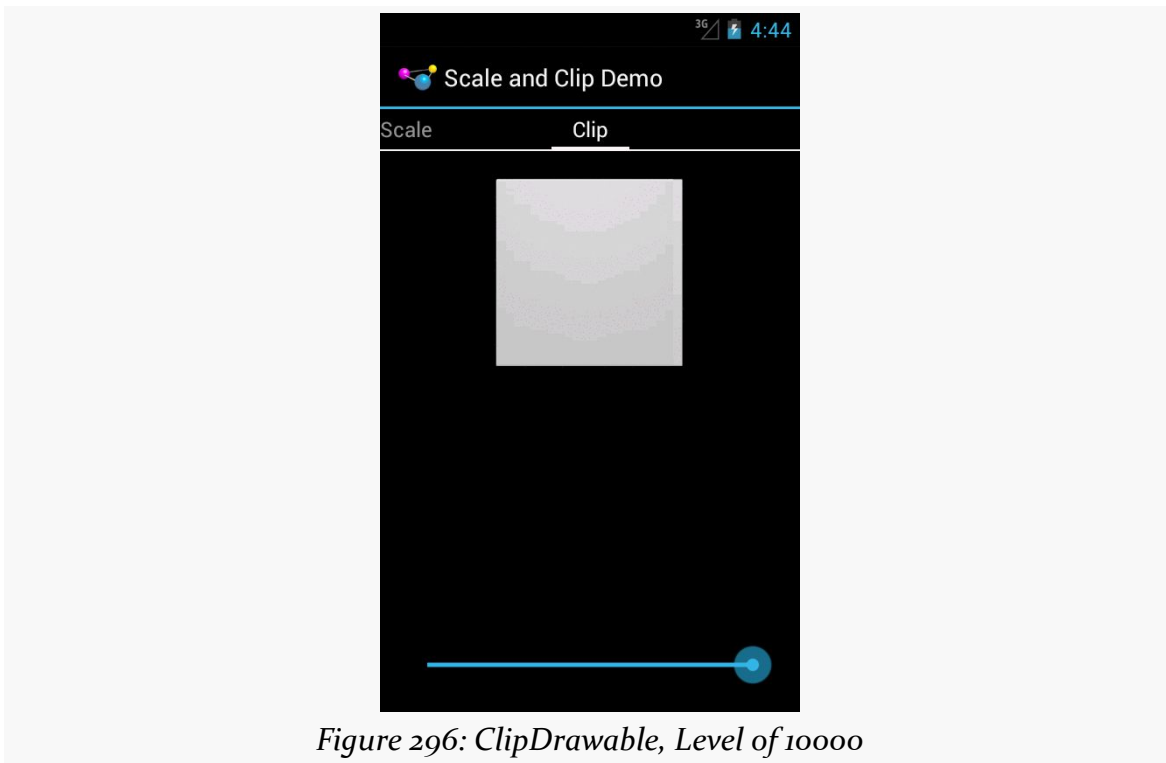 3G 4:44
Scale and Clip Demo
Scale Clip
Figure 296: ClipDrawable, Level of 10000